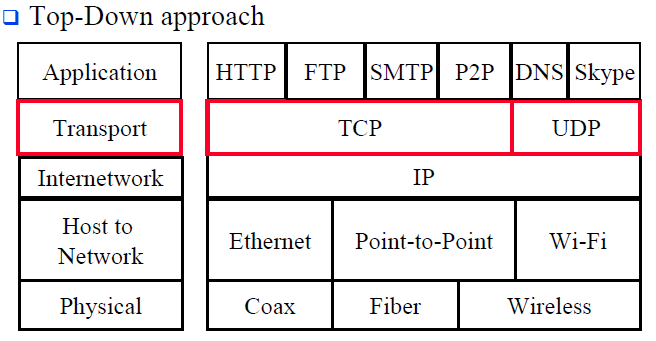 Top-Down approach
Application HTTP FTP SMTP P2P DNS Skype
Transport TCP UDP
Internetwork IP
Host to
Network Ethernet Point-to-Point Wi-Fi
Physical Coax Fiber Wireless